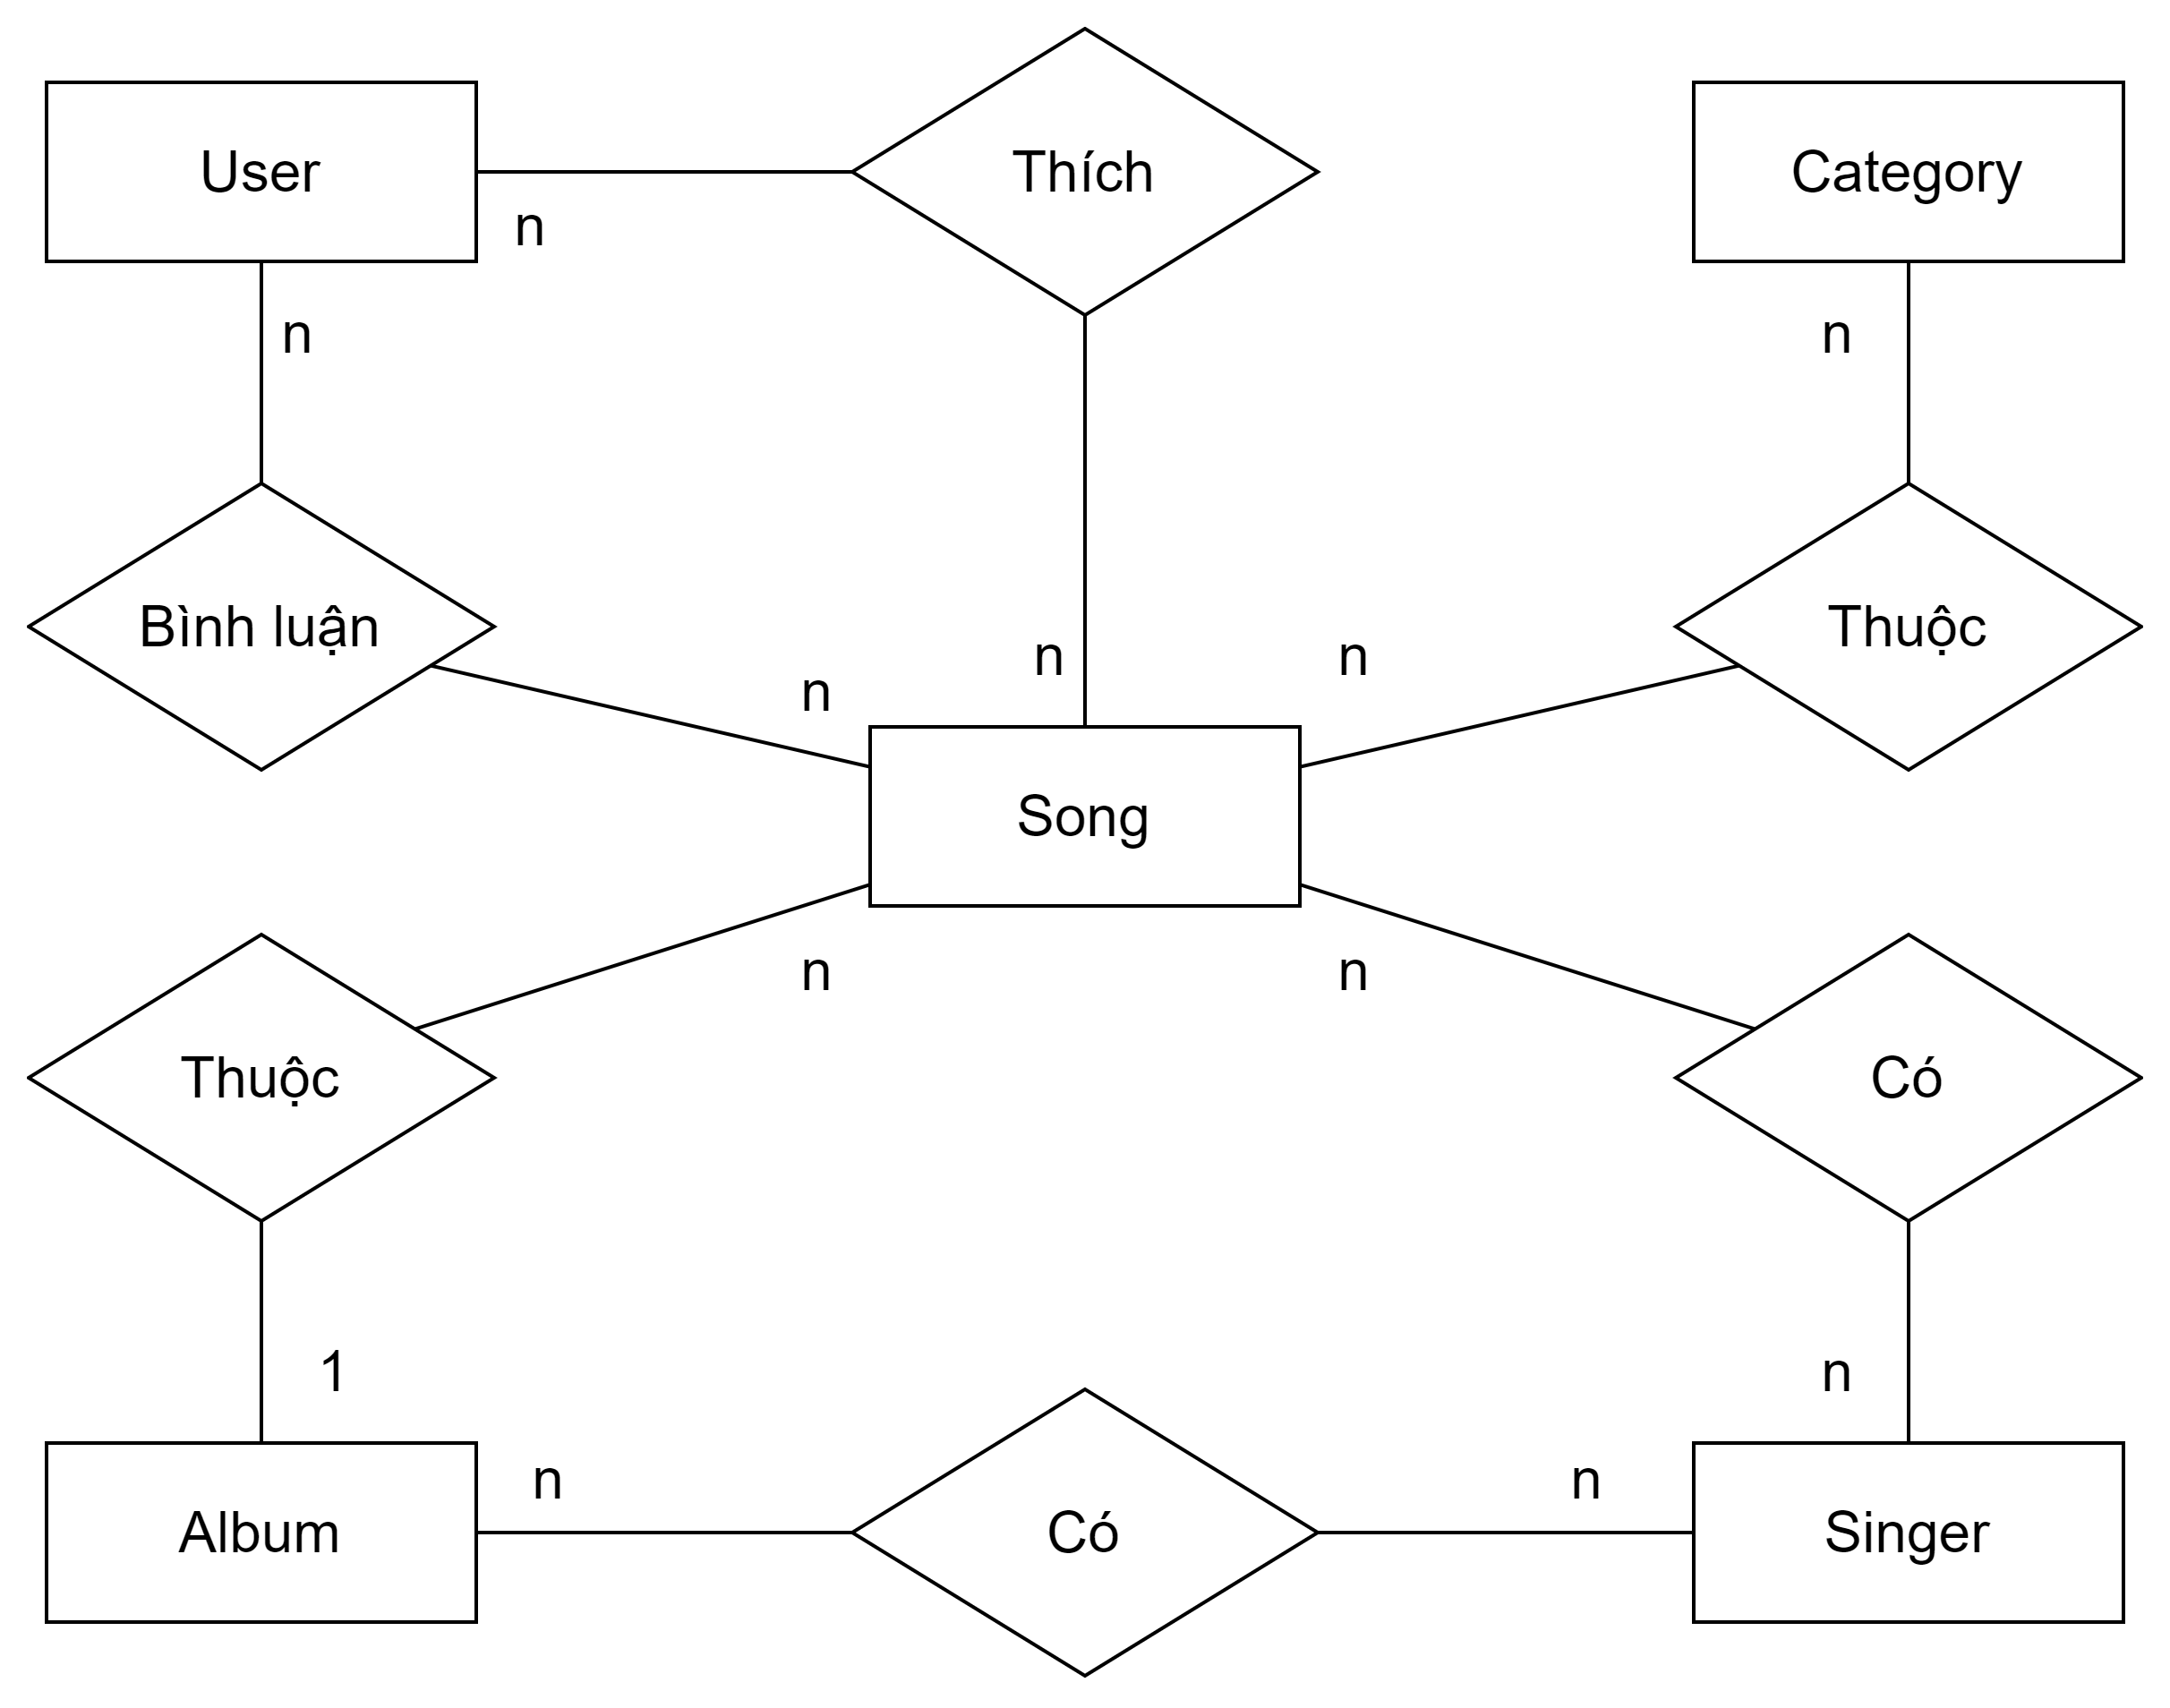 User
Thích
Category
n
n
n
Bình luận
Thuộc
n
n
n
Song
n
n
Thuộc
Có
1
n
n
n
Album
Có
Singer